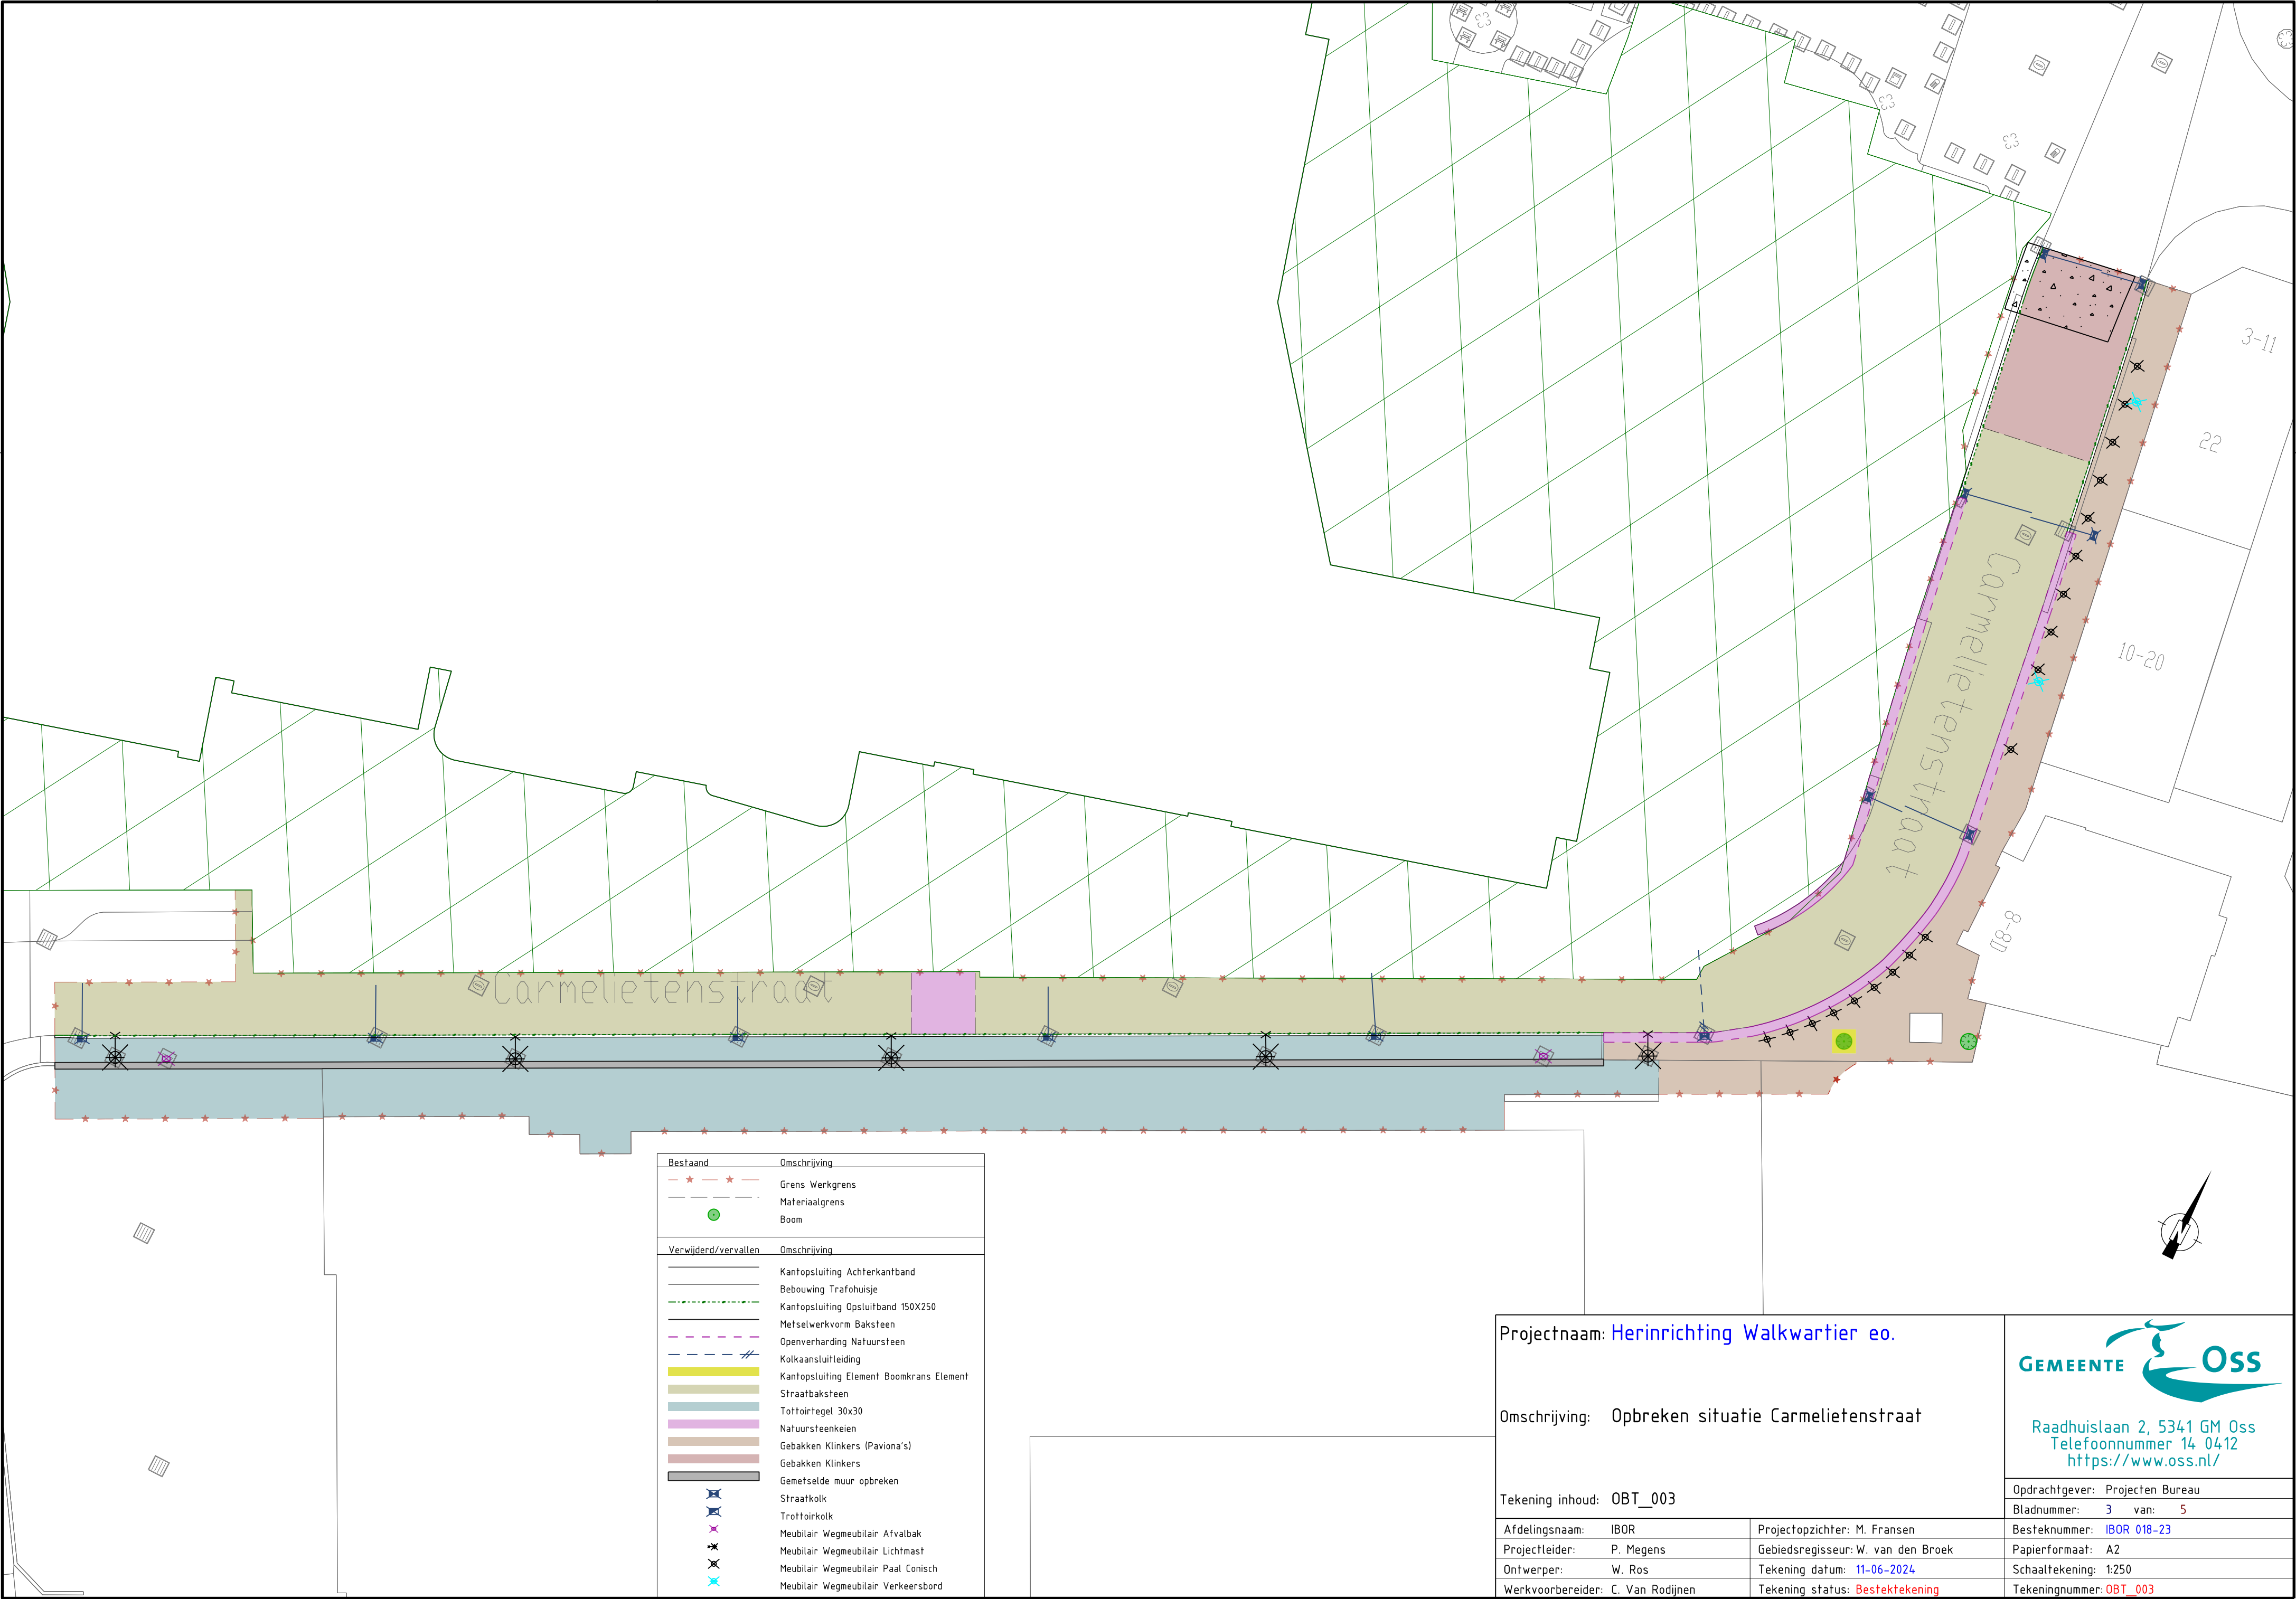 3-11
22
10-20
8-8D
Carmelietenstraat
Carmelietenstraat
Bestaand Omschrijving
Grens Werkgrens
Materiaalgrens
Boom
Verwijderd/vervallen Omschrijving
Kantopsluiting Achterkantband
Bebouwing Trafohuisje
Kantopsluiting Opsluitband 150X250
Metselwerkvorm Baksteen
Openverharding Natuursteen
Kolkaansluitleiding
Kantopsluiting Element Boomkrans Element
Straatbaksteen
Tottoirtegel 30x30
Natuursteenkeien
Gebakken Klinkers (Paviona's)
Gebakken Klinkers
Gemetselde muur opbreken
Straatkolk
Trottoirkolk
Meubilair Wegmeubilair Afvalbak
Meubilair Wegmeubilair Lichtmast
Meubilair Wegmeubilair Paal Conisch
Meubilair Wegmeubilair Verkeersbord
Projectnaam: Herinrichting Walkwartier eo.
Omschrijving: Opbreken situatie Carmelietenstraat
Tekening inhoud: OBT_003
Afdelingsnaam: IBOR Projectopzichter: M. Fransen
Projectleider: P. Megens Gebiedsregisseur: W. van den Broek
Ontwerper: W. Ros Tekening datum: 11-06-2024
Werkvoorbereider: C. Van Rodijnen Tekening status: Bestektekening
GEMEENTE OSS
Raadhuislaan 2, 5341 GM Oss
Telefoonnummer 14 0412
https://www.oss.nl/
Opdrachtgever: Projecten Bureau
Bladnummer: 3 van: 5
Besteknummer: IBOR 018-23
Papierformaat: A2
Schaaltekening: 1:250
Tekeningnummer: OBT_003